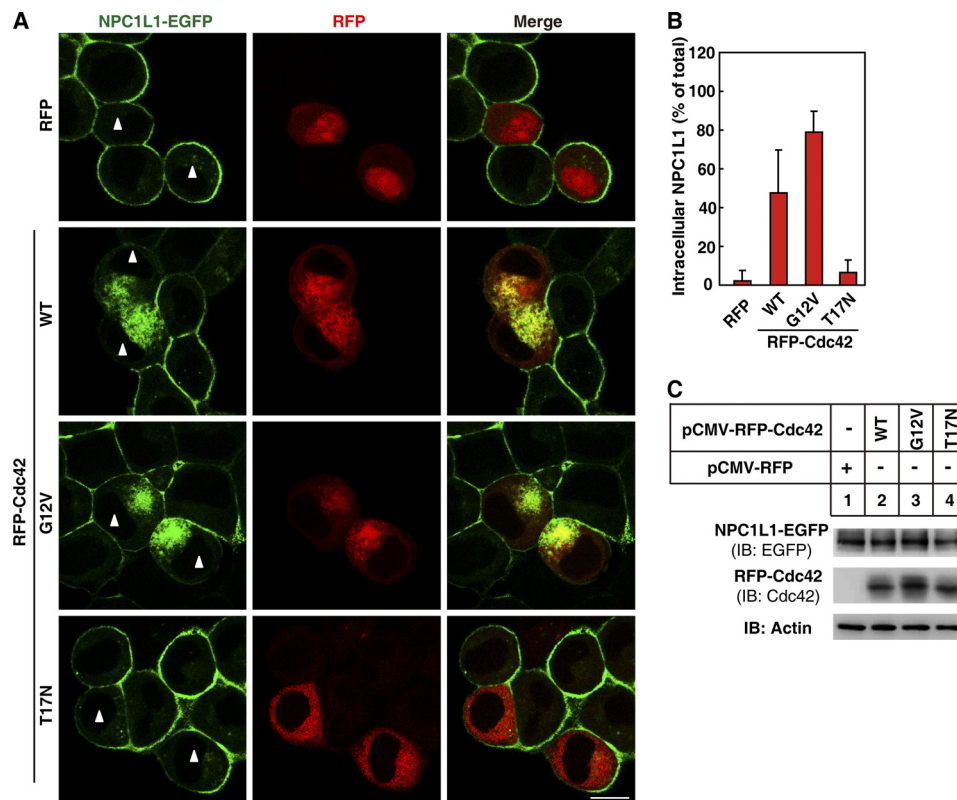 A
NPC1L1-EGFP RFP Merge
RFP
RFP-Cdc42
WT
G12V
T17N
B
Intracellular NPC1L1 (% of total)
120
100
80
60
40
20
0
RFP WT G12V T17N
RFP-Cdc42
C
pCMV-RFP-Cdc42 - WT G12V T17N
pCMV-RFP + - - -
1 2 3 4
NPC1L1-EGFP
(IB: EGFP)
RFP-Cdc42
(IB: Cdc42)
IB: Actin